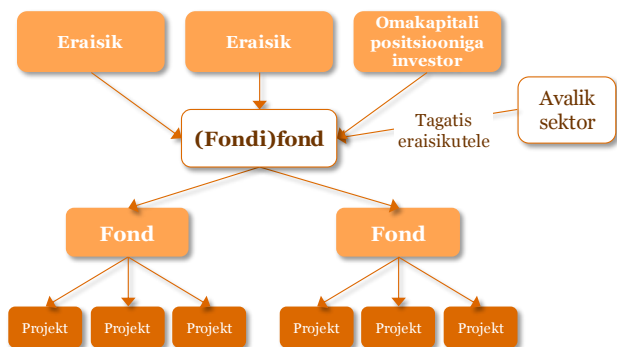 Eraisik
Eraisik
Omakapitali
positsiooniga
investor
Avalik
sektor
Tagatis
eraisikutele
(Fondi)fond
Fond
Fond
Projekt
Projekt
Projekt
Projekt
Projekt
Projekt